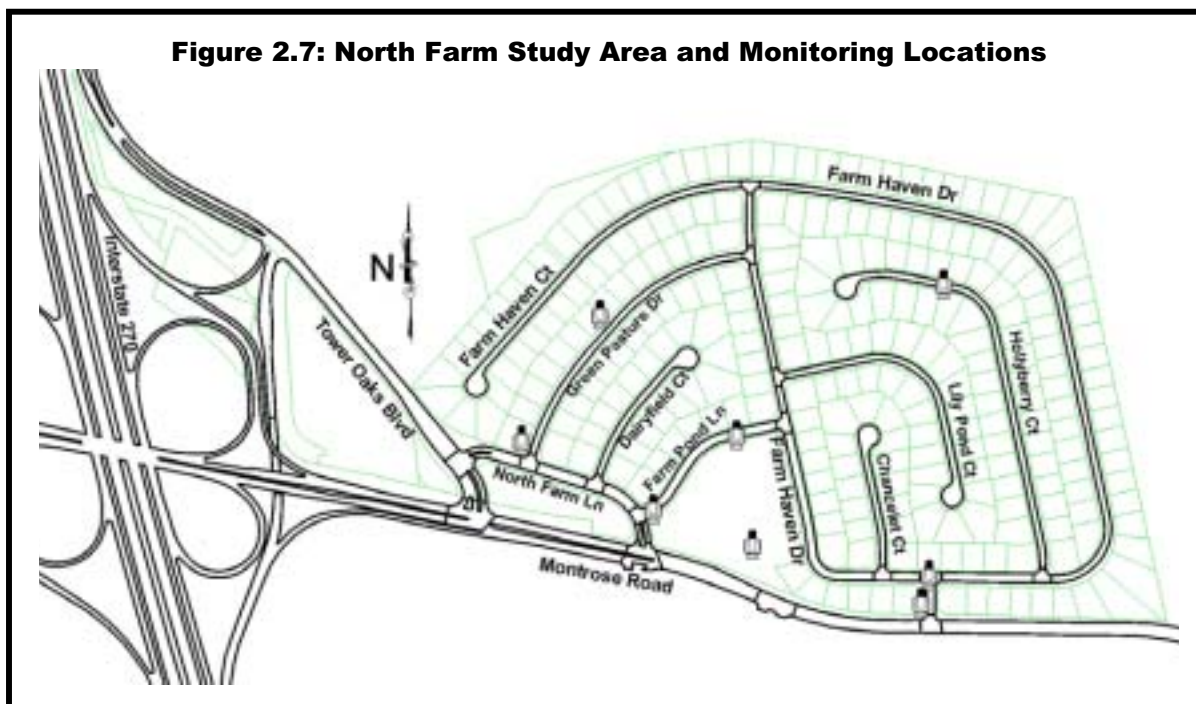 Figure 2.7: North Farm Study Area and Monitoring Locations
Farm Haven Dr
Interstate 270
N
Farm Haven Ct
Green Pasture Dr
Tower Oaks Blvd
Dairyfield Ct
Hollyberry Ct
Lily Pond Ct
Farm Pond Ln
Farm Haven Dr
Chancelet Ct
North Farm Ln
Montrose Road